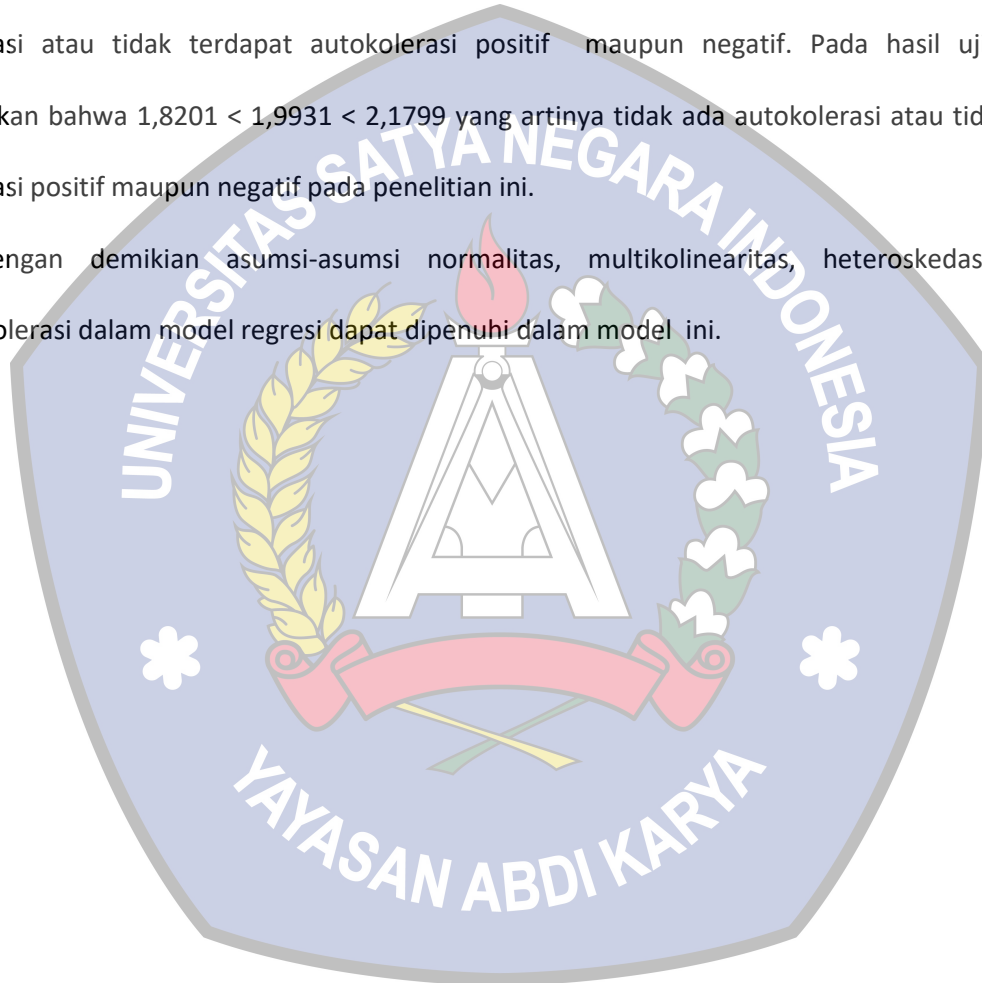 asi atau tidak terdapat autokolerasi positif maupun negatif. Pada hasil uj
kan bahwa 1,8201 < 1,9931 < 2,1799 yang artinya tidak ada autokolerasi atau tid
asi positif maupun negatif pada penelitian ini.
engan demikian asumsi-asumsi normalitas, multikolinearitas, heteroskedas
olerasi dalam model regresi dapat dipenuhi dalam model ini.
UNIVERSITAS SATYA NEGARA INDONESIA
YAYASAN ABDI KARYA